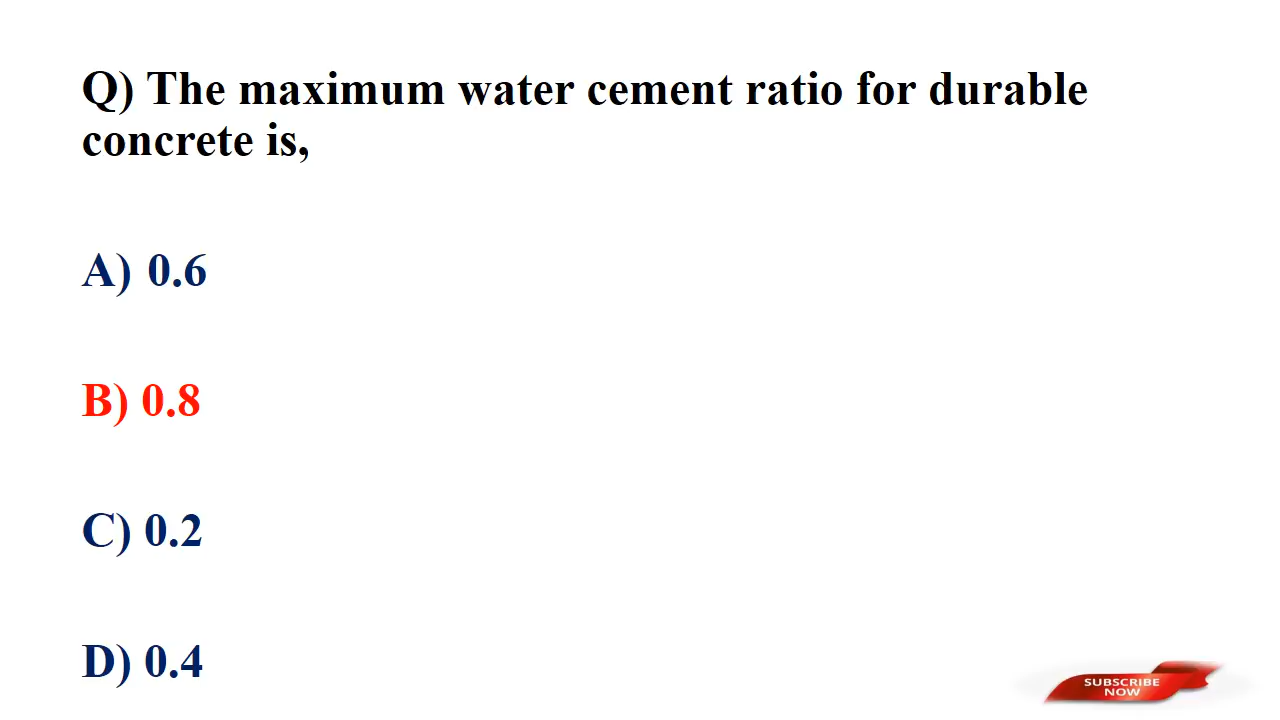 Q) The maximum water cement ratio for durable
concrete is,
A) 0.6
B) 0.8
C) 0.2
D) 0.4
SUBSCRIBE
NOW